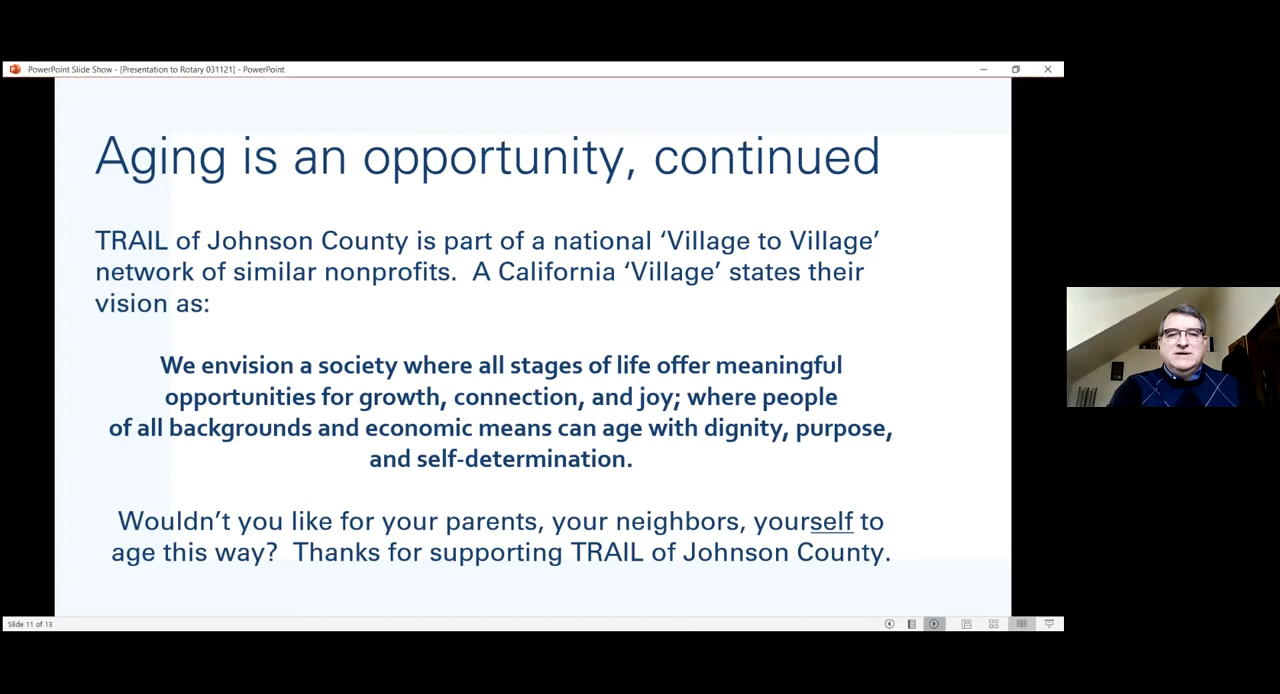 PowerPoint Slide Show - [Presentation to Rotary 031121] - PowerPoint
Aging is an opportunity, continued
TRAIL of Johnson County is part of a national ‘Village to Village’
network of similar nonprofits.  A California ‘Village’ states their
vision as:
We envision a society where all stages of life offer meaningful
opportunities for growth, connection, and joy; where people
of all backgrounds and economic means can age with dignity, purpose,
and self-determination.
Wouldn’t you like for your parents, your neighbors, yourself to
age this way?  Thanks for supporting TRAIL of Johnson County.
Slide 11 of 13